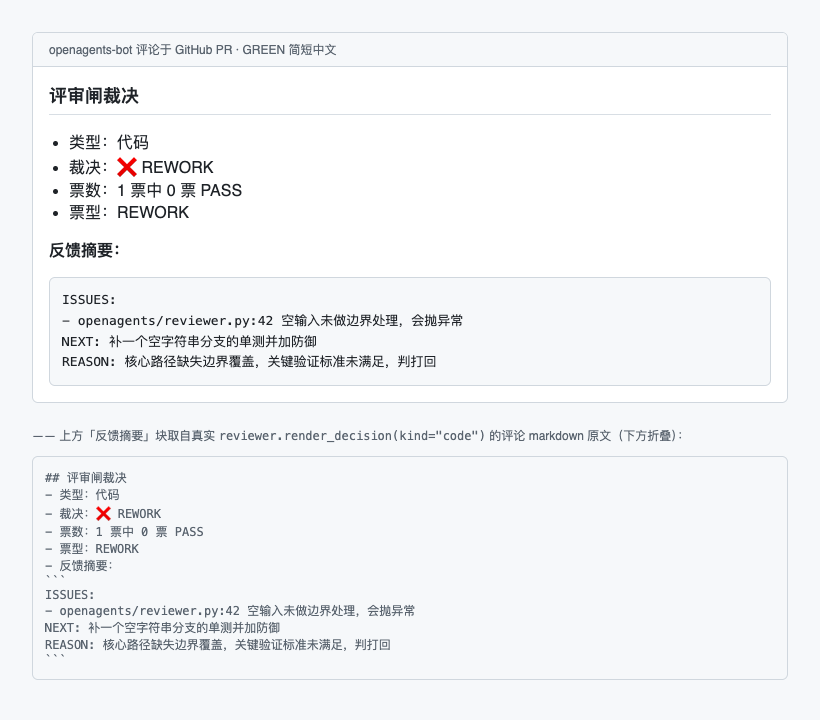 openagents-bot 评论于 GitHub PR · GREEN 简短中文
评审闸裁决
• 类型：代码
• 裁决：❌ REWORK
• 票数：1 票中 0 票 PASS
• 票型：REWORK
反馈摘要：
ISSUES:
- openagents/reviewer.py:42 空输入未做边界处理，会抛异常
NEXT: 补一个空字符串分支的单测并加防御
REASON: 核心路径缺失边界覆盖，关键验证标准未满足，判打回
—— 上方「反馈摘要」块取自真实 reviewer.render_decision(kind="code") 的评论 markdown 原文（下方折叠）：
## 评审闸裁决
- 类型：代码
- 裁决：❌ REWORK
- 票数：1 票中 0 票 PASS
- 票型：REWORK
- 反馈摘要：
```
ISSUES:
- openagents/reviewer.py:42 空输入未做边界处理，会抛异常
NEXT: 补一个空字符串分支的单测并加防御
REASON: 核心路径缺失边界覆盖，关键验证标准未满足，判打回
```